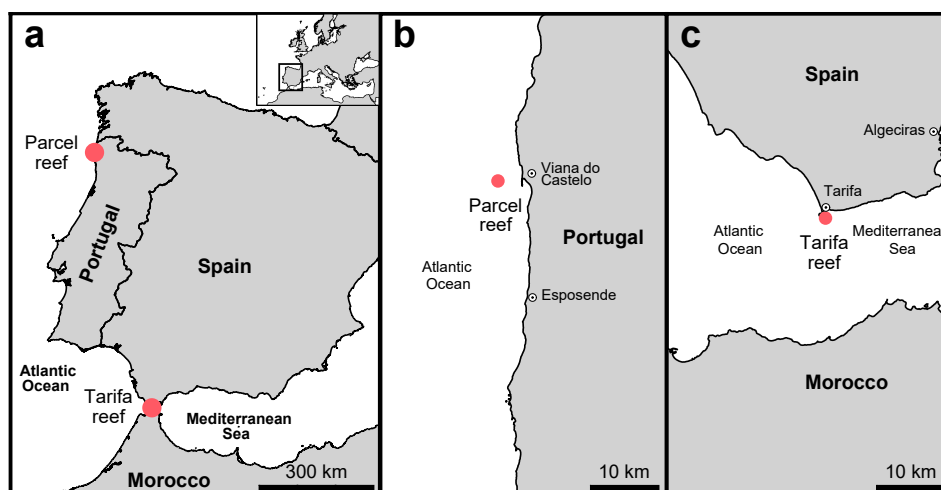 a
Parcel
reef
Portugal
Spain
Atlantic
Ocean
Tarifa
reef
Mediterranean
Sea
Morocco
300 km
b
Viana do
Castelo
Parcel
reef
Portugal
Atlantic
Ocean
Esposende
10 km
c
Spain
Algeciras
Tarifa
Atlantic
Ocean
Tarifa
reef
Mediterranean
Sea
Morocco
10 km